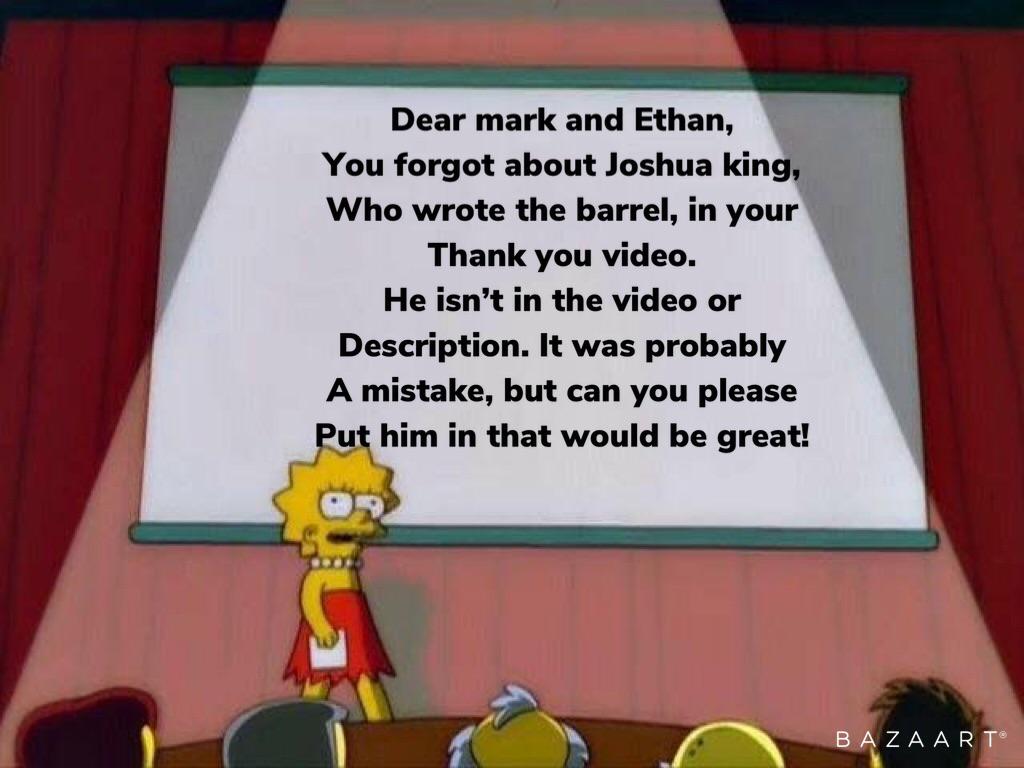 Dear mark and Ethan,
You forgot about Joshua king,
Who wrote the barrel, in your
Thank you video.
He isn’t in the video or
Description. It was probably
A mistake, but can you please
Put him in that would be great!
BAZAART®